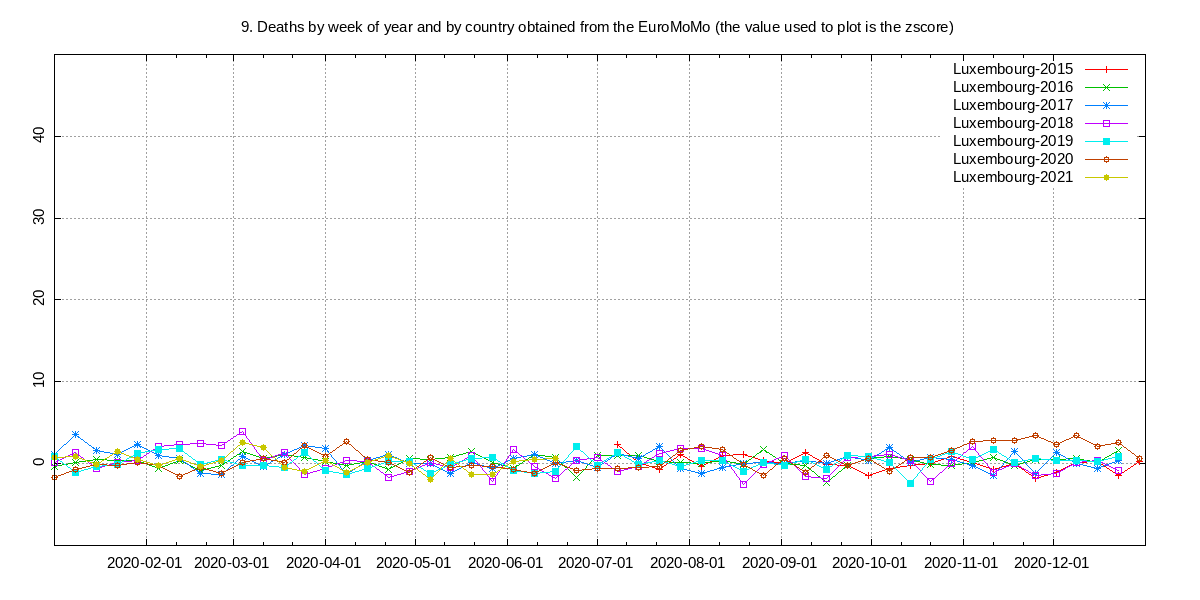 9. Deaths by week of year and by country obtained from the EuroMoMo (the value used to plot is the zscore)
Luxembourg-2015
Luxembourg-2016
Luxembourg-2017
Luxembourg-2018
Luxembourg-2019
Luxembourg-2020
Luxembourg-2021
40
30
20
10
0
2020-02-01 2020-03-01 2020-04-01 2020-05-01 2020-06-01 2020-07-01 2020-08-01 2020-09-01 2020-10-01 2020-11-01 2020-12-01